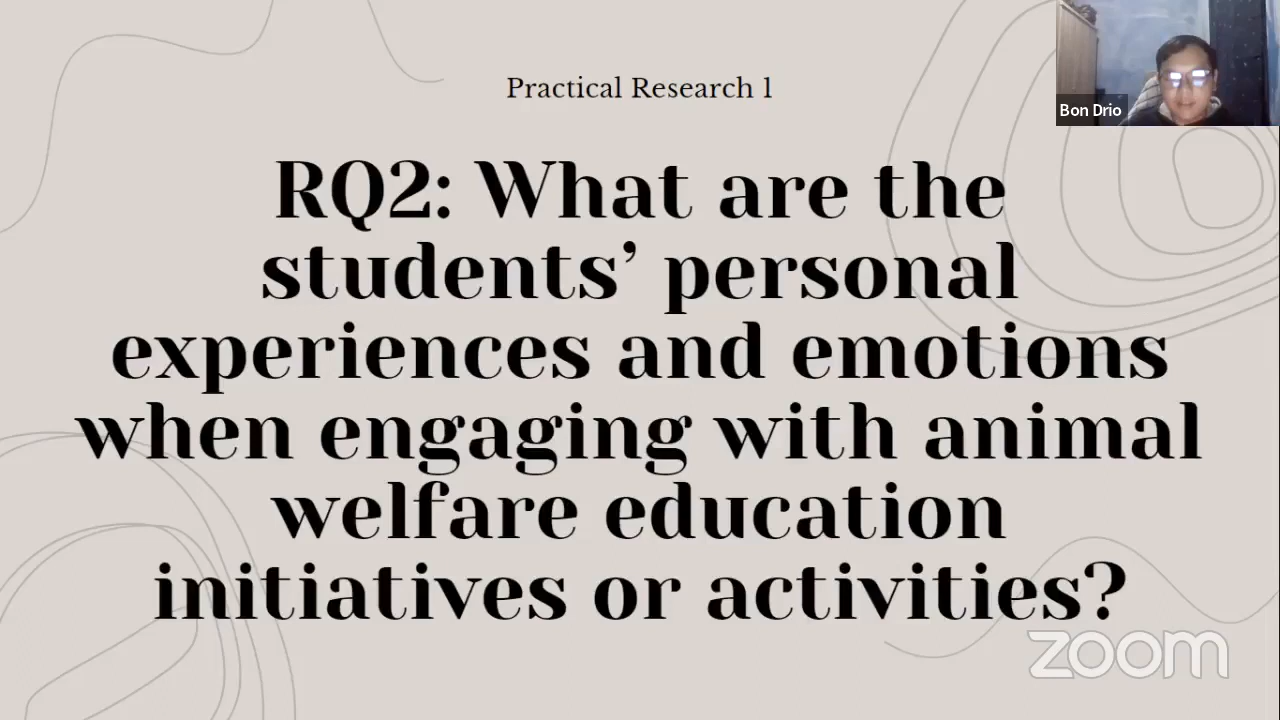 Practical Research 1
Bon Drio
RQ2: What are the
students’ personal
experiences and emotions
when engaging with animal
welfare education
initiatives or activities?
zoom